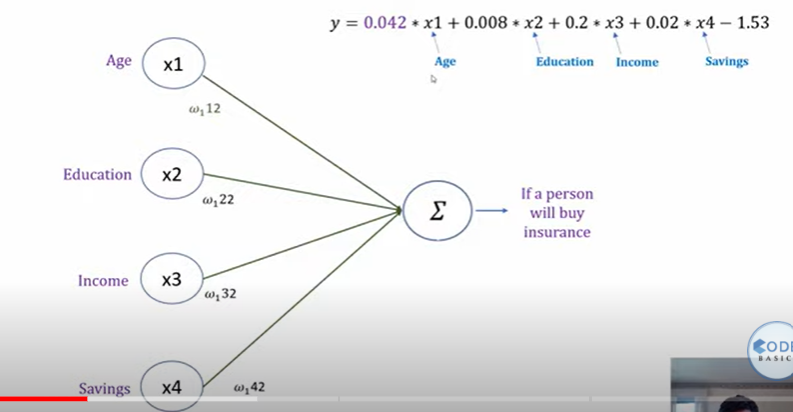 y = 0.042 * x1 + 0.008 * x2 + 0.2 * x3 + 0.02 * x4 − 1.53
Age Education Income Savings
Age x1
ω₁12
Education x2
ω₁22
Σ
If a person
will buy
insurance
Income x3
ω₁32
Savings x4
ω₁42
CODE
BASIC